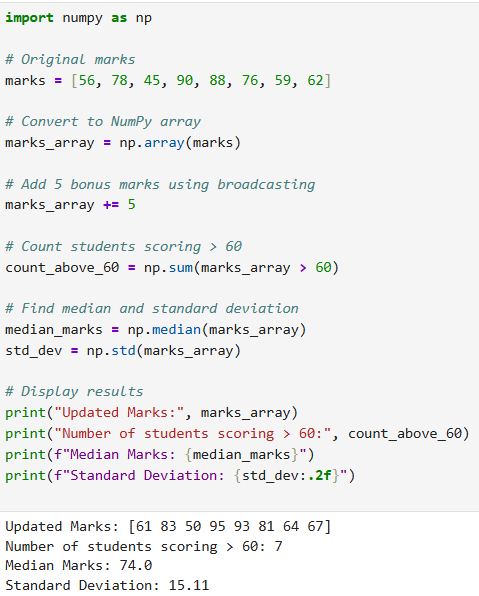 import numpy as np
# Original marks
marks = [56, 78, 45, 90, 88, 76, 59, 62]
# Convert to NumPy array
marks_array = np.array(marks)
# Add 5 bonus marks using broadcasting
marks_array += 5
# Count students scoring > 60
count_above_60 = np.sum(marks_array > 60)
# Find median and standard deviation
median_marks = np.median(marks_array)
std_dev = np.std(marks_array)
# Display results
print("Updated Marks:", marks_array)
print("Number of students scoring > 60:", count_above_60)
print(f"Median Marks: {median_marks}")
print(f"Standard Deviation: {std_dev:.2f}")
Updated Marks: [61 83 50 95 93 81 64 67]
Number of students scoring > 60: 7
Median Marks: 74.0
Standard Deviation: 15.11